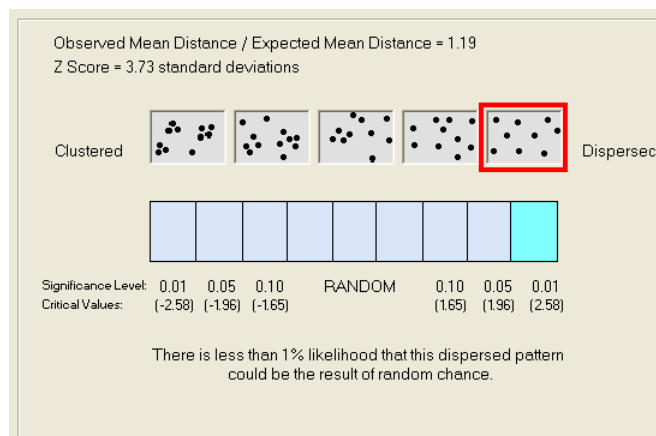 Observed Mean Distance / Expected Mean Distance = 1.19
Z Score = 3.73 standard deviations
Clustered Dispersec
Significance Level: 0.01 0.05 0.10 RANDOM 0.10 0.05 0.01
Critical Values: (-2.58) (-1.96) (-1.65) (1.65) (1.96) (2.58)
There is less than 1% likelihood that this dispersed pattern
could be the result of random chance.